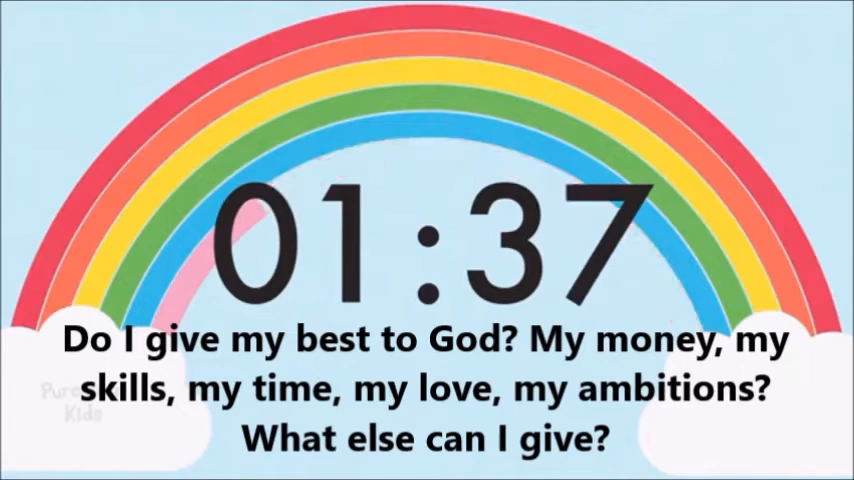 01:37
Do I give my best to God? My money, my
skills, my time, my love, my ambitions?
What else can I give?
Kids